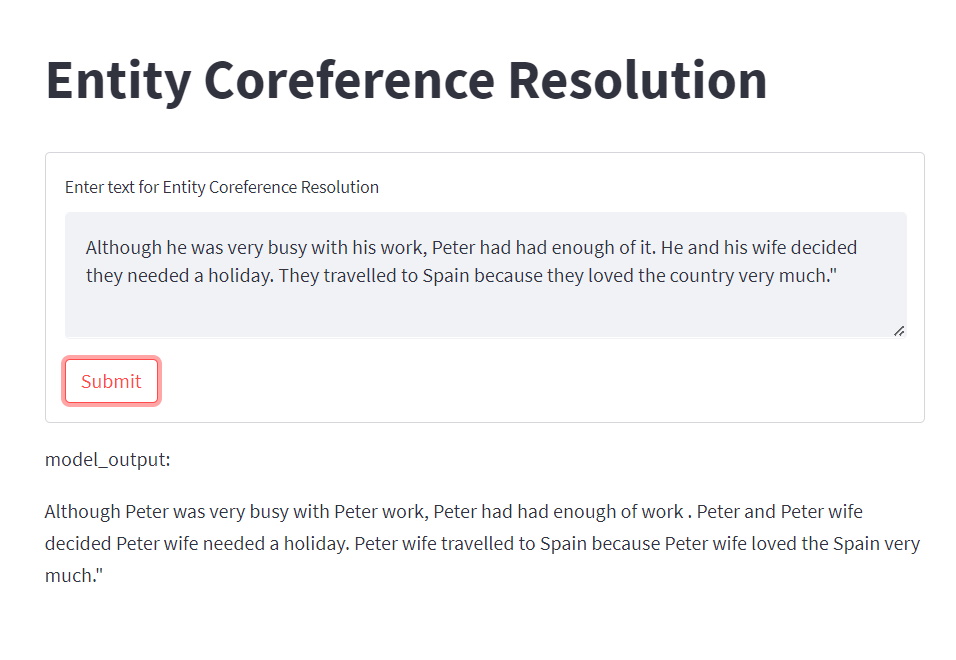 Entity Coreference Resolution
Enter text for Entity Coreference Resolution
Although he was very busy with his work, Peter had had enough of it. He and his wife decided
they needed a holiday. They travelled to Spain because they loved the country very much."
Submit
model_output:
Although Peter was very busy with Peter work, Peter had had enough of work . Peter and Peter wife
decided Peter wife needed a holiday. Peter wife travelled to Spain because Peter wife loved the Spain very
much."